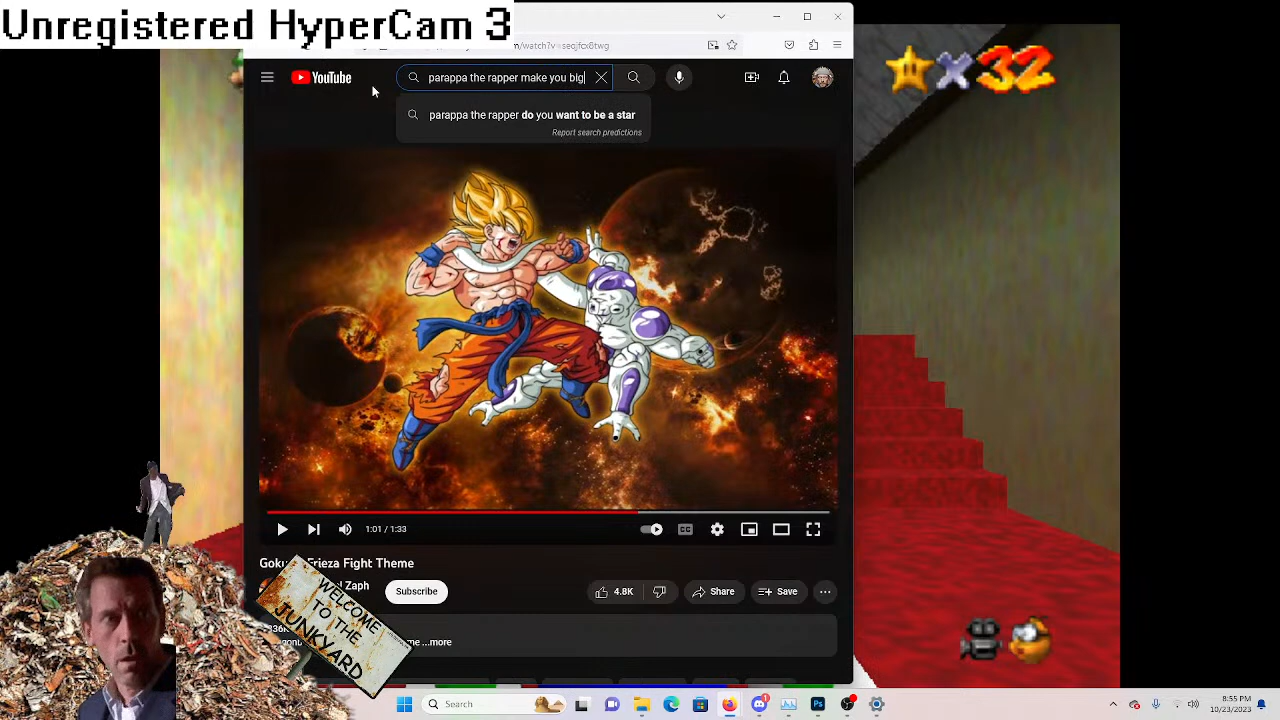 Unregistered HyperCam 3
x 32
YouTube
parappa the rapper make you big
parappa the rapper do you want to be a star
Report search predictions
1:01 / 1:33
CC
Frieza Fight Theme
Zaph
Subscribe
4.8K
Share
Save
...more
WELCOME
TO THE
JUNKYARD
Search
8:55 PM
10/23/2023